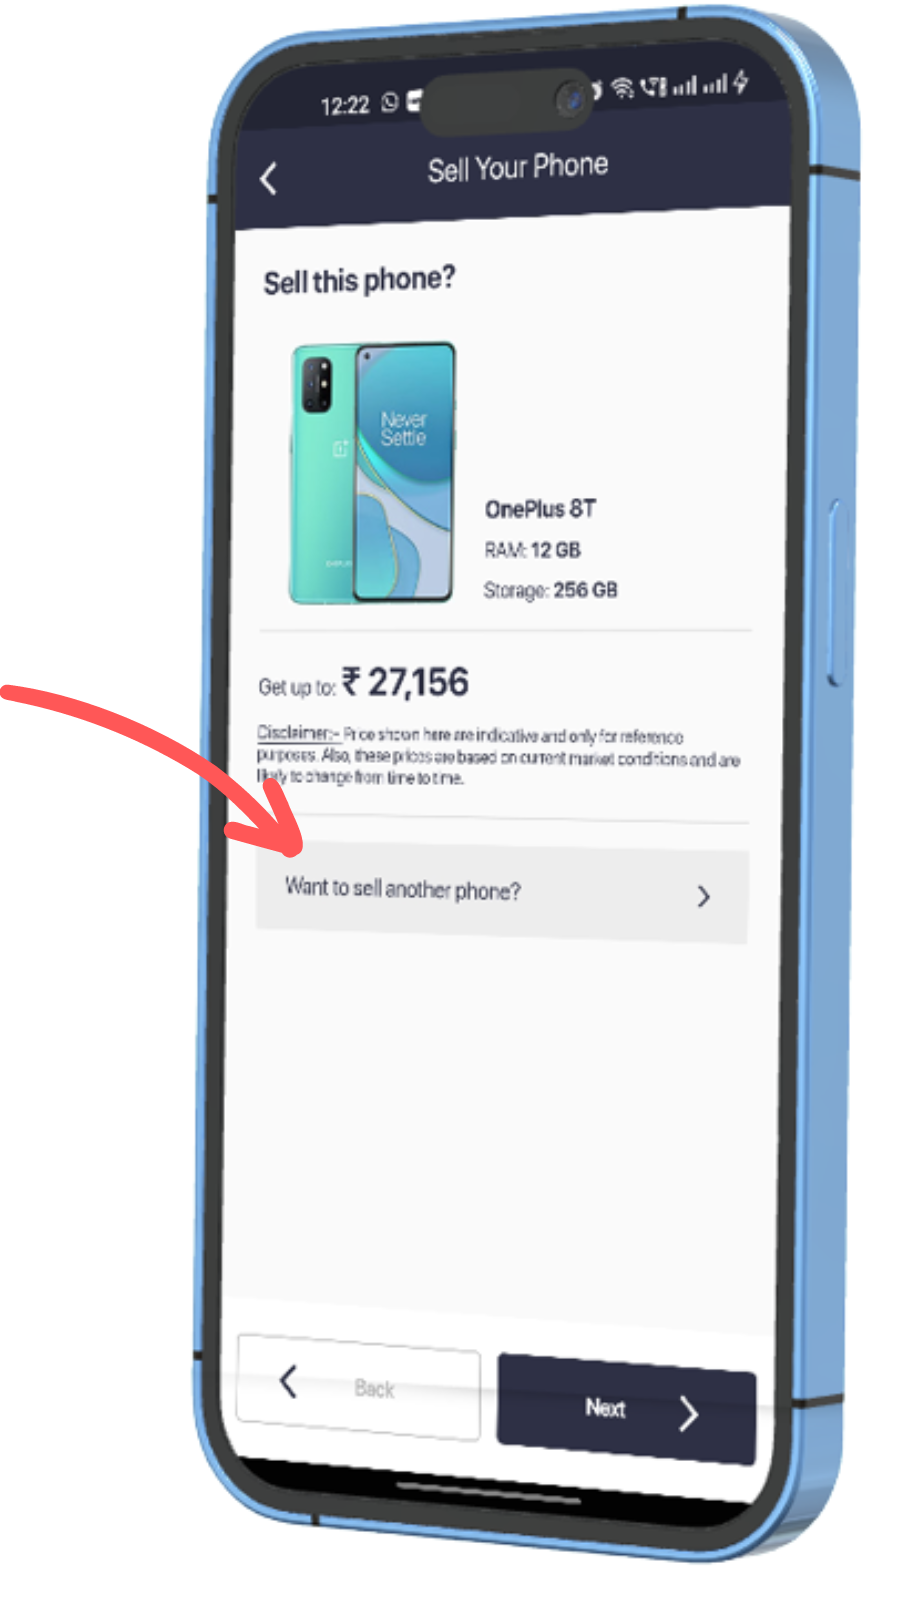 12:22
Sell Your Phone
Sell this phone?
Never
Settle
OnePlus 8T
RAM: 12 GB
Storage: 256 GB
Get up to: ₹ 27,156
Disclaimer:- Price shown here are indicative and only for reference
purposes. Also, these prices are based on current market conditions and are
likely to change from time to time.
Want to sell another phone?
Back
Next